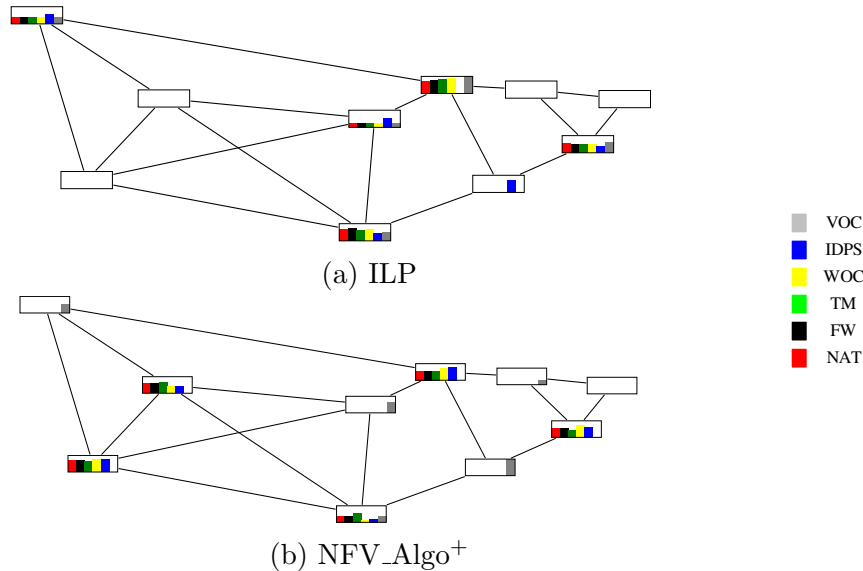 (a) ILP
VOC
IDPS
WOC
TM
FW
NAT
(b) NFV_Algo⁺